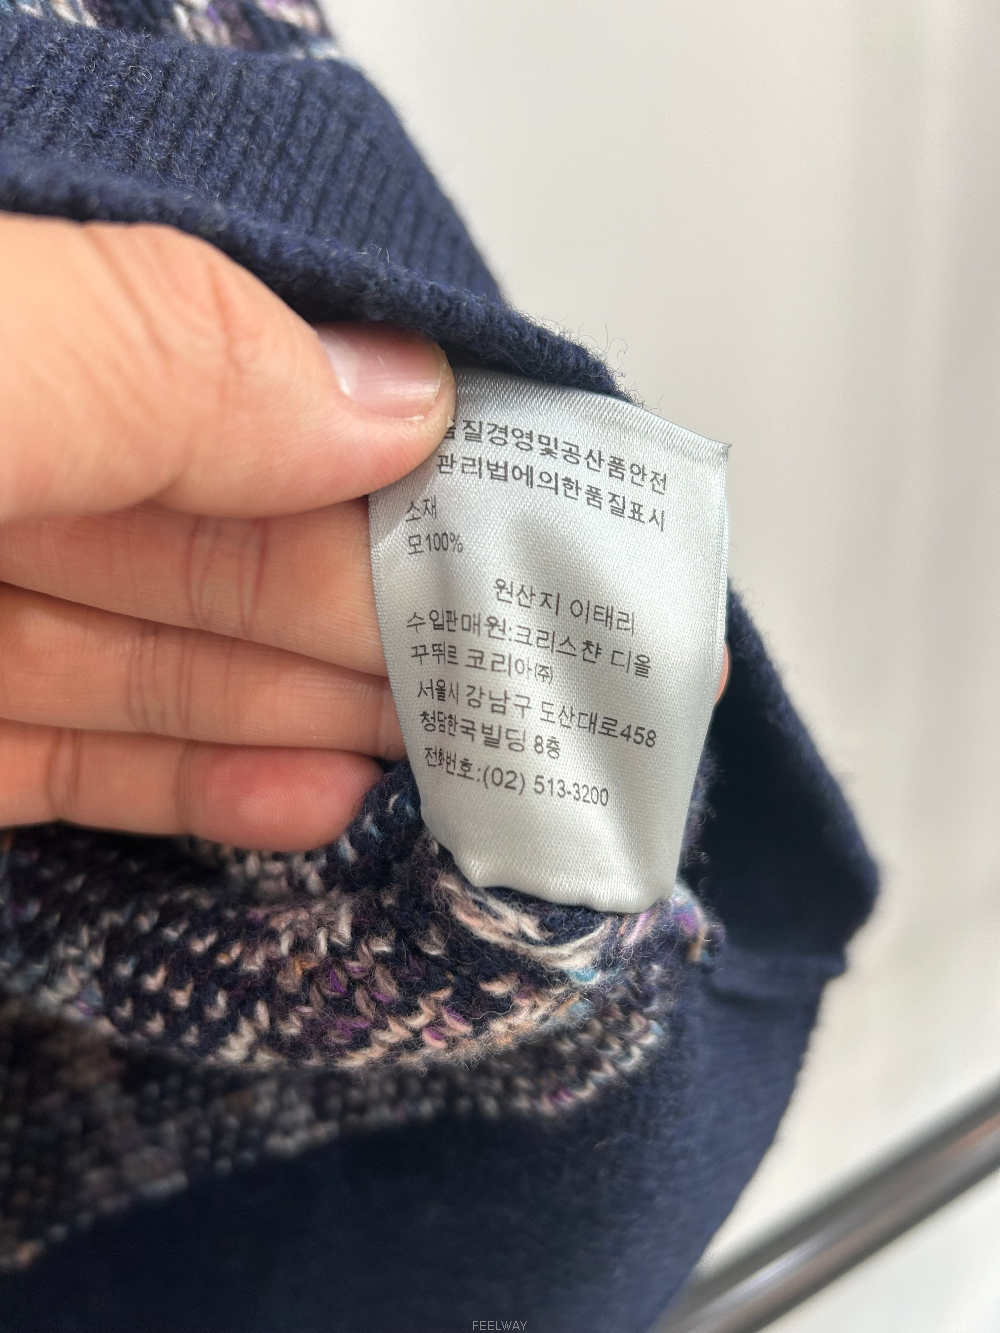 품질경영및공산품안전
관리법에의한품질표시
소재
모100%
원산지 이태리
수입판매원:크리스챤 디올
꾸뛰르 코리아㈜
서울시 강남구 도산대로458
청담한국빌딩 8층
전화번호:(02) 513-3200
FEELWAY